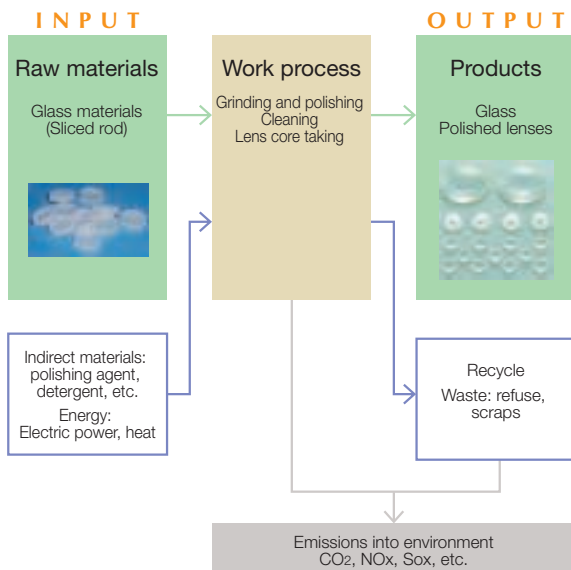 INPUT
OUTPUT
Raw materials
Glass materials
(Sliced rod)
Work process
Grinding and polishing
Cleaning
Lens core taking
Products
Glass
Polished lenses
Indirect materials:
polishing agent,
detergent, etc.
Energy:
Electric power, heat
Recycle
Waste: refuse,
scraps
Emissions into environment
CO2, NOx, Sox, etc.